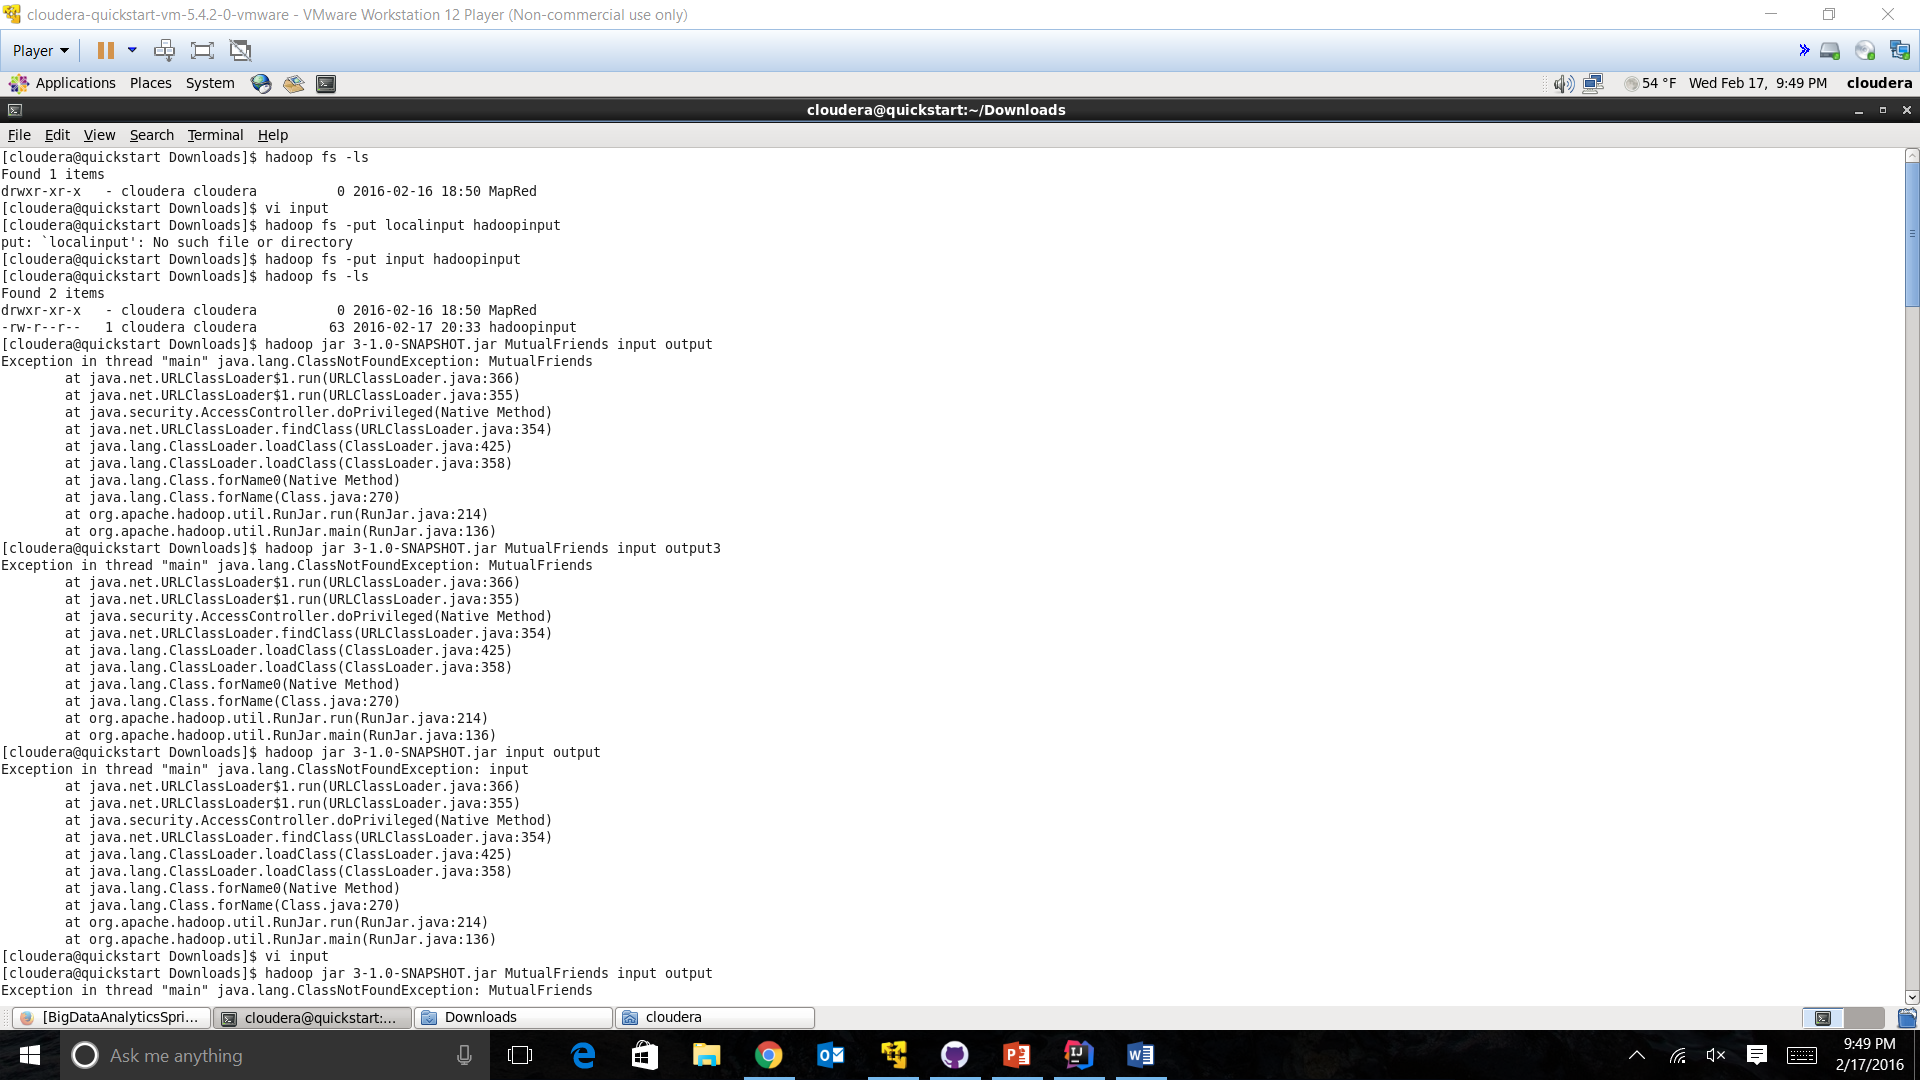 cloudera-quickstart-vm-5.4.2-0-vmware - VMware Workstation 12 Player (Non-commercial use only)
Player
Applications Places System 54 °F Wed Feb 17, 9:49 PM cloudera
cloudera@quickstart:~/Downloads
File Edit View Search Terminal Help
[cloudera@quickstart Downloads]$ hadoop fs -ls
Found 1 items
drwxr-xr-x   - cloudera cloudera          0 2016-02-16 18:50 MapRed
[cloudera@quickstart Downloads]$ vi input
[cloudera@quickstart Downloads]$ hadoop fs -put localinput hadoopinput
put: `localinput': No such file or directory
[cloudera@quickstart Downloads]$ hadoop fs -put input hadoopinput
[cloudera@quickstart Downloads]$ hadoop fs -ls
Found 2 items
drwxr-xr-x   - cloudera cloudera          0 2016-02-16 18:50 MapRed
-rw-r--r--   1 cloudera cloudera         63 2016-02-17 20:33 hadoopinput
[cloudera@quickstart Downloads]$ hadoop jar 3-1.0-SNAPSHOT.jar MutualFriends input output
Exception in thread "main" java.lang.ClassNotFoundException: MutualFriends
        at java.net.URLClassLoader$1.run(URLClassLoader.java:366)
        at java.net.URLClassLoader$1.run(URLClassLoader.java:355)
        at java.security.AccessController.doPrivileged(Native Method)
        at java.net.URLClassLoader.findClass(URLClassLoader.java:354)
        at java.lang.ClassLoader.loadClass(ClassLoader.java:425)
        at java.lang.ClassLoader.loadClass(ClassLoader.java:358)
        at java.lang.Class.forName0(Native Method)
        at java.lang.Class.forName(Class.java:270)
        at org.apache.hadoop.util.RunJar.run(RunJar.java:214)
        at org.apache.hadoop.util.RunJar.main(RunJar.java:136)
[cloudera@quickstart Downloads]$ hadoop jar 3-1.0-SNAPSHOT.jar MutualFriends input output3
Exception in thread "main" java.lang.ClassNotFoundException: MutualFriends
        at java.net.URLClassLoader$1.run(URLClassLoader.java:366)
        at java.net.URLClassLoader$1.run(URLClassLoader.java:355)
        at java.security.AccessController.doPrivileged(Native Method)
        at java.net.URLClassLoader.findClass(URLClassLoader.java:354)
        at java.lang.ClassLoader.loadClass(ClassLoader.java:425)
        at java.lang.ClassLoader.loadClass(ClassLoader.java:358)
        at java.lang.Class.forName0(Native Method)
        at java.lang.Class.forName(Class.java:270)
        at org.apache.hadoop.util.RunJar.run(RunJar.java:214)
        at org.apache.hadoop.util.RunJar.main(RunJar.java:136)
[cloudera@quickstart Downloads]$ hadoop jar 3-1.0-SNAPSHOT.jar input output
Exception in thread "main" java.lang.ClassNotFoundException: input
        at java.net.URLClassLoader$1.run(URLClassLoader.java:366)
        at java.net.URLClassLoader$1.run(URLClassLoader.java:355)
        at java.security.AccessController.doPrivileged(Native Method)
        at java.net.URLClassLoader.findClass(URLClassLoader.java:354)
        at java.lang.ClassLoader.loadClass(ClassLoader.java:425)
        at java.lang.ClassLoader.loadClass(ClassLoader.java:358)
        at java.lang.Class.forName0(Native Method)
        at java.lang.Class.forName(Class.java:270)
        at org.apache.hadoop.util.RunJar.run(RunJar.java:214)
        at org.apache.hadoop.util.RunJar.main(RunJar.java:136)
[cloudera@quickstart Downloads]$ vi input
[cloudera@quickstart Downloads]$ hadoop jar 3-1.0-SNAPSHOT.jar MutualFriends input output
Exception in thread "main" java.lang.ClassNotFoundException: MutualFriends
[BigDataAnalyticsSpri... cloudera@quickstart:... Downloads cloudera
Ask me anything
9:49 PM
2/17/2016